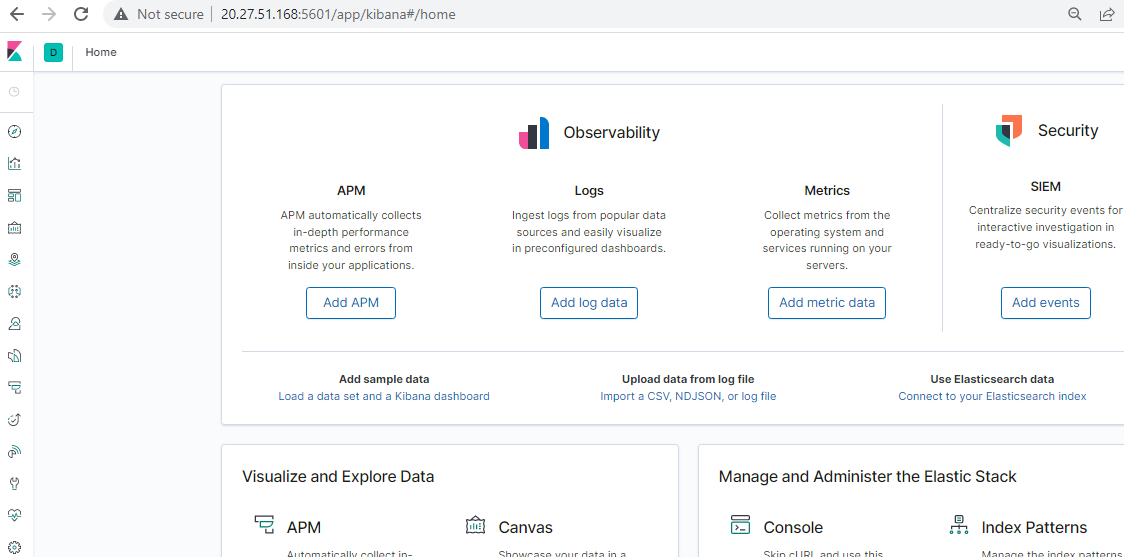 Not secure 20.27.51.168:5601/app/kibana#/home
D Home
Observability
Security
APM
APM automatically collects
in-depth performance
metrics and errors from
inside your applications.
Add APM
Logs
Ingest logs from popular data
sources and easily visualize
in preconfigured dashboards.
Add log data
Metrics
Collect metrics from the
operating system and
services running on your
servers.
Add metric data
SIEM
Centralize security events for
interactive investigation in
ready-to-go visualizations.
Add events
Add sample data
Load a data set and a Kibana dashboard
Upload data from log file
Import a CSV, NDJSON, or log file
Use Elasticsearch data
Connect to your Elasticsearch index
Visualize and Explore Data
APM
Automatically collect in-
Canvas
Showcase your data in a
Manage and Administer the Elastic Stack
Console
Skip cURL and use this
Index Patterns
Manage the index patterns